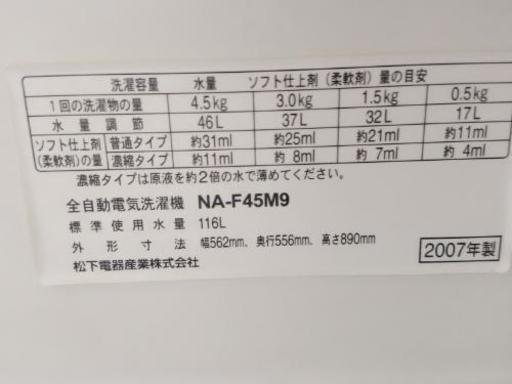 洗濯容量 水量 ソフト仕上剤(柔軟剤)量の目安
1回の洗濯物の量 4.5kg 3.0kg 1.5kg 0.5kg
水量調節 46L 37L 32L 17L
ソフト仕上剤 普通タイプ 約31ml 約25ml 約21ml 約11ml
(柔軟剤)の量 濃縮タイプ 約11ml 約 8ml 約 7ml 約 4ml
濃縮タイプは原液を約2倍の水で薄めてください。
全自動電気洗濯機 NA-F45M9
標準使用水量 116L
外形寸法 幅562mm、奥行556mm、高さ890mm
松下電器産業株式会社 2007年製